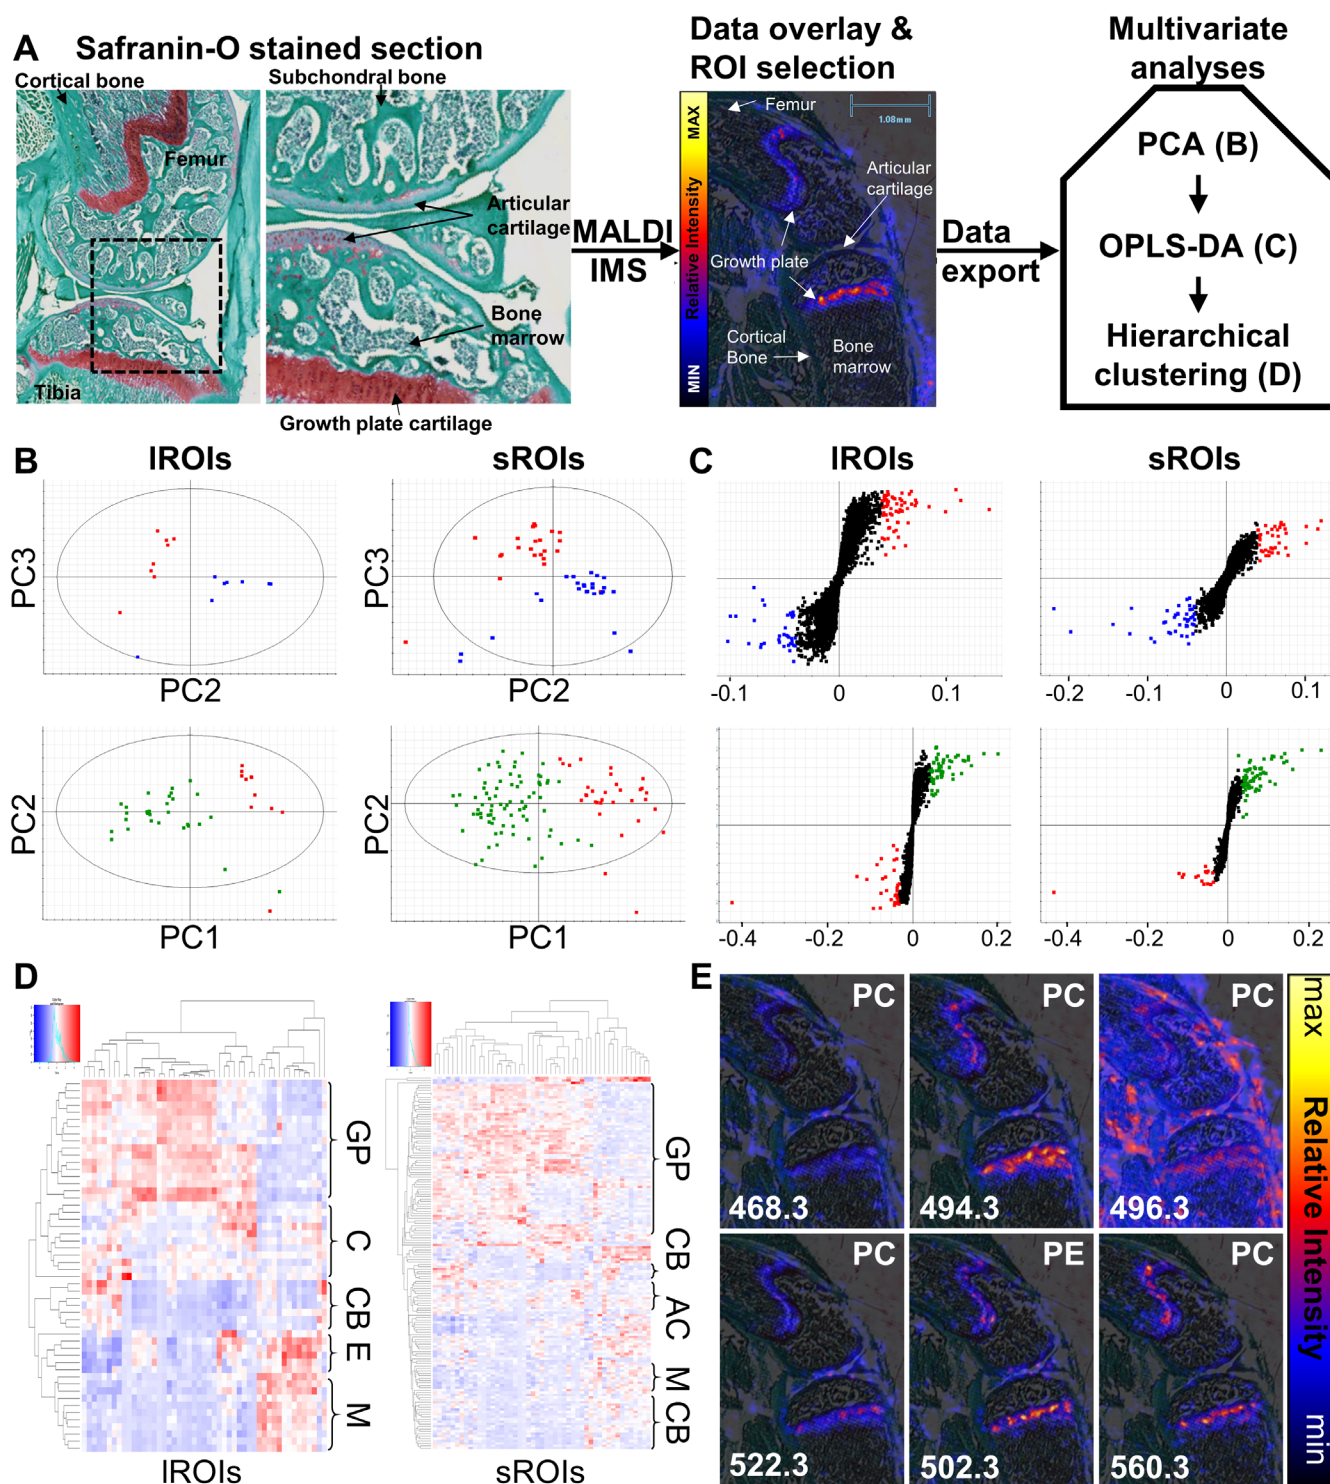 A
Safranin-O stained section
Cortical bone
Femur
Tibia
Subchondral bone
Articular
cartilage
Bone
marrow
Growth plate cartilage
MALDI
IMS
Data overlay &
ROI selection
MAX
Relative Intensity
MIN
Femur
1.08mm
Articular
cartilage
Growth plate
Cortical
Bone
Bone
marrow
Data
export
Multivariate
analyses
PCA (B)
OPLS-DA (C)
Hierarchical
clustering (D)
B
lROIs
sROIs
PC3
PC2
PC3
PC2
PC2
PC1
PC2
PC1
C
lROIs
sROIs
-0.1
0
0.1
-0.2
-0.1
0
0.1
-0.4
-0.2
0
0.2
-0.4
-0.2
0
0.2
D
GP
C
CB
E
M
lROIs
GP
CB
AC
M
CB
sROIs
E
PC
468.3
PC
494.3
PC
496.3
PC
522.3
PE
502.3
PC
560.3
max
Relative Intensity
min